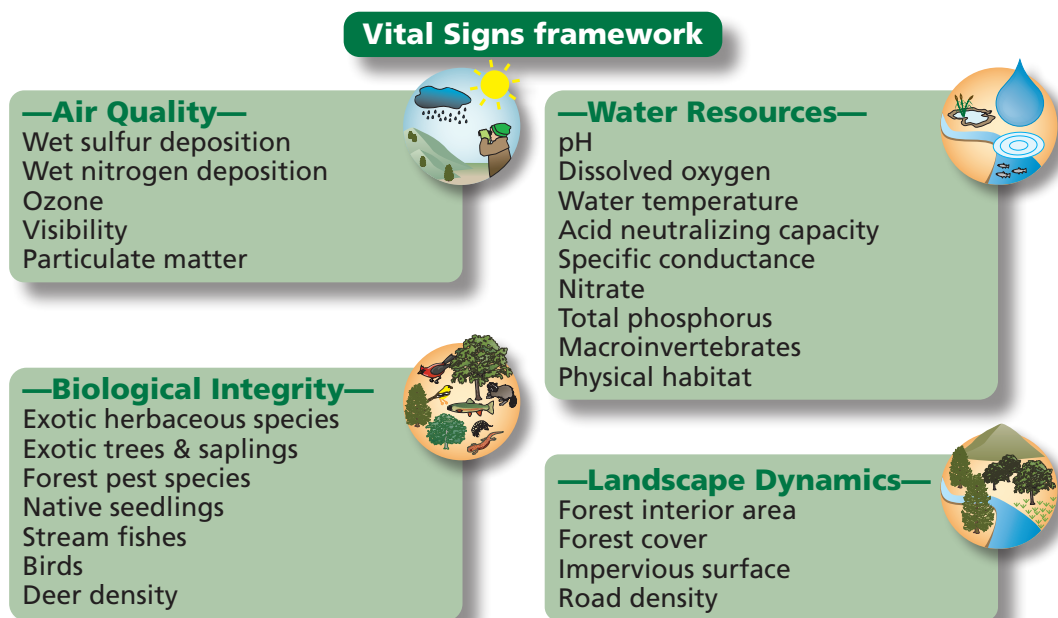 Vital Signs framework
—Air Quality—
Wet sulfur deposition
Wet nitrogen deposition
Ozone
Visibility
Particulate matter
—Water Resources—
pH
Dissolved oxygen
Water temperature
Acid neutralizing capacity
Specific conductance
Nitrate
Total phosphorus
Macroinvertebrates
Physical habitat
—Biological Integrity—
Exotic herbaceous species
Exotic trees & saplings
Forest pest species
Native seedlings
Stream fishes
Birds
Deer density
—Landscape Dynamics—
Forest interior area
Forest cover
Impervious surface
Road density